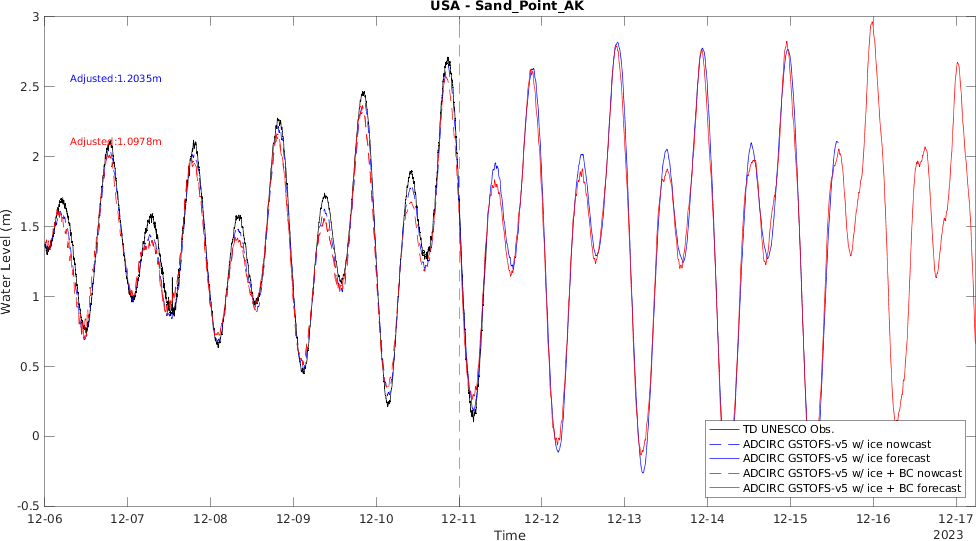 USA - Sand_Point_AK
3
2.5
2
1.5
1
0.5
0
-0.5
Water Level (m)
Adjusted:1.2035m
Adjusted:1.0978m
TD UNESCO Obs.
ADCIRC GSTOFS-v5 w/ ice nowcast
ADCIRC GSTOFS-v5 w/ ice forecast
ADCIRC GSTOFS-v5 w/ ice + BC nowcast
ADCIRC GSTOFS-v5 w/ ice + BC forecast
12-06 12-07 12-08 12-09 12-10 12-11 12-12 12-13 12-14 12-15 12-16 12-17
Time
2023